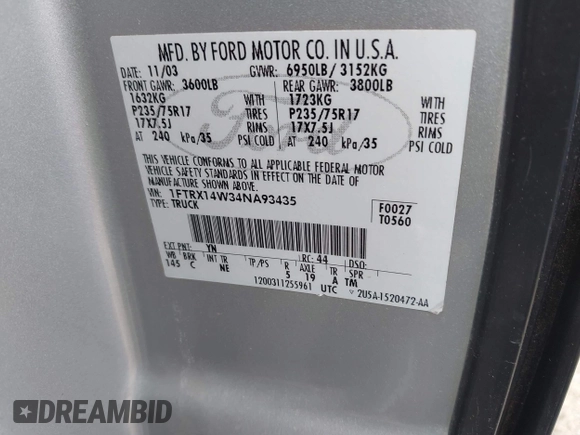 MFD. BY FORD MOTOR CO. IN U.S.A.
DATE: 11/03 GVWR: 6950LB/ 3152KG
FRONT GAWR: 3600LB REAR GAWR: 3800LB
1632KG WITH 1723KG WITH
P235/75R17 TIRES P235/75R17 TIRES
17X7.5J RIMS 17X7.5J RIMS
AT 240 kPa/35 PSI COLD AT 240 kPa/35 PSI COLD
Ford
THIS VEHICLE CONFORMS TO ALL APPLICABLE FEDERAL MOTOR
VEHICLE SAFETY STANDARDS IN EFFECT ON THE DATE OF
MANUFACTURE SHOWN ABOVE.
VIN: 1FTRX14W34NA93435
TYPE: TRUCK
F0027
T0560
EXT PNT: YN RC: 44 DSO:
WB BRK INT TR TP/PS R AXLE TR SPR
145 C NE 5 19 A TM
1200311255961 UTC 2U5A-1520472-AA
DREAMBID